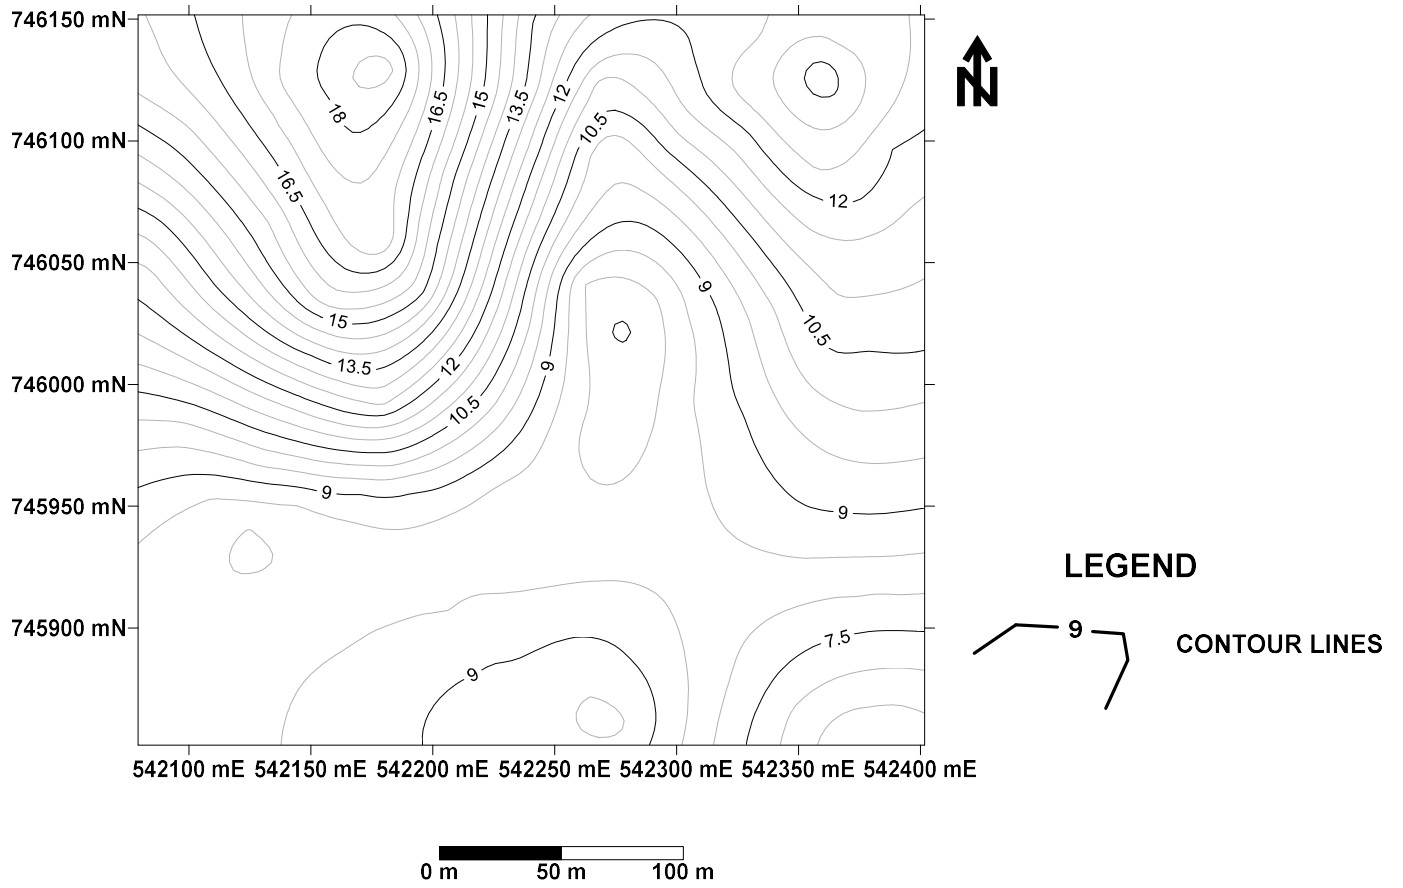 746150 mN
746100 mN
746050 mN
746000 mN
745950 mN
745900 mN
18
16.5
15
13.5
12
10.5
16.5
12
9
15
10.5
13.5
12
9
10.5
9
9
7.5
9
542100 mE 542150 mE 542200 mE 542250 mE 542300 mE 542350 mE 542400 mE
0 m 50 m 100 m
N
LEGEND
9
CONTOUR LINES